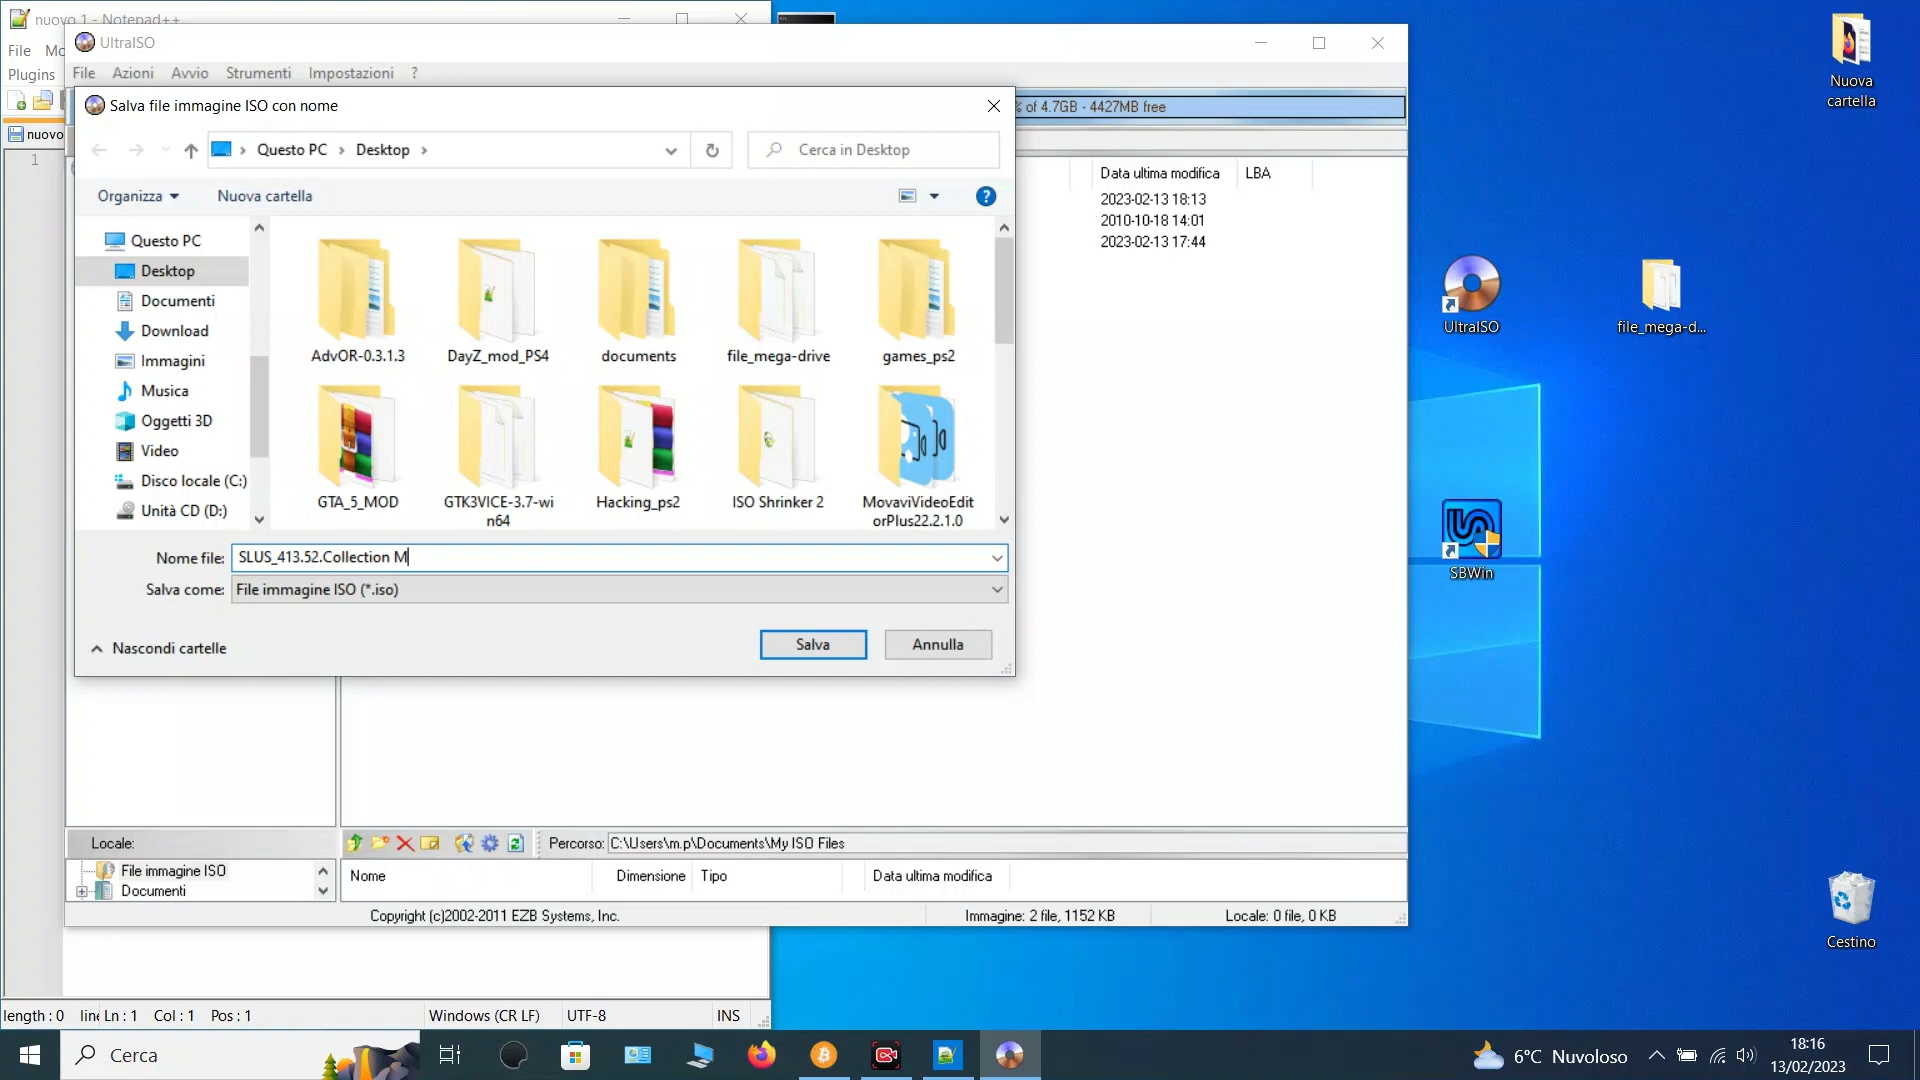 nuovo 1 - Notepad++
File
Plugins
nuovo
1
UltraISO
File Azioni Avvio Strumenti Impostazioni ?
% of 4.7GB - 4427MB free
Data ultima modifica LBA
2023-02-13 18:13
2010-10-18 14:01
2023-02-13 17:44
Salva file immagine ISO con nome
Questo PC Desktop
Cerca in Desktop
Organizza Nuova cartella ?
Questo PC
Desktop
Documenti
Download
Immagini
Musica
Oggetti 3D
Video
Disco locale (C:)
Unità CD (D:)
AdvOR-0.3.1.3 DayZ_mod_PS4 documents file_mega-drive games_ps2
GTA_5_MOD GTK3VICE-3.7-wi
n64 Hacking_ps2 ISO Shrinker 2 MovaviVideoEdit
orPlus22.2.1.0
Nome file: SLUS_413.52.Collection M
Salva come: File immagine ISO (*.iso)
Nascondi cartelle Salva Annulla
Locale: Percorso: C:\Users\m.p\Documents\My ISO Files
File immagine ISO
Documenti
Nome Dimensione Tipo Data ultima modifica
Copyright (c)2002-2011 EZB Systems, Inc. Immagine: 2 file, 1152 KB Locale: 0 file, 0 KB
length : 0 Ln : 1 Col : 1 Pos : 1 Windows (CR LF) UTF-8 INS
Nuova
cartella
UltraISO
file_mega-d...
SBWin
Cestino
Cerca
6°C Nuvoloso
18:16
13/02/2023